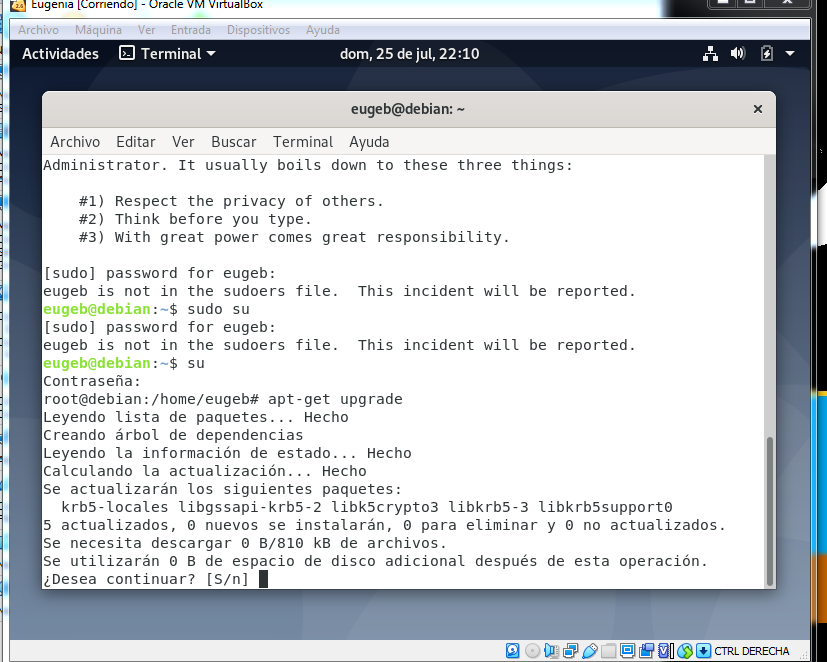 Eugenia [Corriendo] - Oracle VM VirtualBox
Archivo Máquina Ver Entrada Dispositivos Ayuda
Actividades Terminal dom, 25 de jul, 22:10
eugeb@debian: ~
Archivo Editar Ver Buscar Terminal Ayuda
Administrator. It usually boils down to these three things:
#1) Respect the privacy of others.
#2) Think before you type.
#3) With great power comes great responsibility.
[sudo] password for eugeb:
eugeb is not in the sudoers file.  This incident will be reported.
eugeb@debian:~$ sudo su
[sudo] password for eugeb:
eugeb is not in the sudoers file.  This incident will be reported.
eugeb@debian:~$ su
Contraseña:
root@debian:/home/eugeb# apt-get upgrade
Leyendo lista de paquetes... Hecho
Creando árbol de dependencias
Leyendo la información de estado... Hecho
Calculando la actualización... Hecho
Se actualizarán los siguientes paquetes:
krb5-locales libgssapi-krb5-2 libk5crypto3 libkrb5-3 libkrb5support0
5 actualizados, 0 nuevos se instalarán, 0 para eliminar y 0 no actualizados.
Se necesita descargar 0 B/810 kB de archivos.
Se utilizarán 0 B de espacio de disco adicional después de esta operación.
¿Desea continuar? [S/n]
CTRL DERECHA